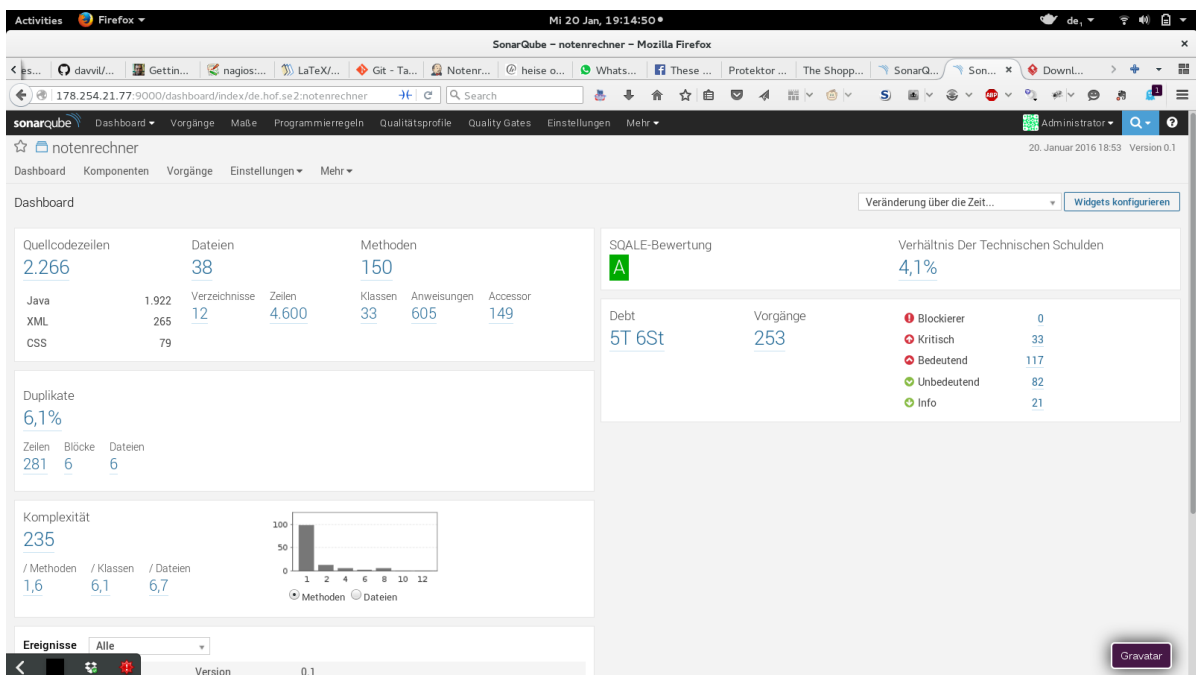 Activities Firefox Mi 20 Jan, 19:14:50 de₁
SonarQube – notenrechner – Mozilla Firefox
es... davvil/... Gettin... nagios:... LaTeX/... Git - Ta... Notenr... heise o... Whats... These ... Protektor ... The Shopp... SonarQ... Son... Downl...
178.254.21.77:9000/dashboard/index/de.hof.se2:notenrechner Search ABP 1
sonarqube Dashboard Vorgänge Maße Programmierregeln Qualitätsprofile Quality Gates Einstellungen Mehr Administrator
notenrechner 20. Januar 2016 18:53 Version 0.1
Dashboard Komponenten Vorgänge Einstellungen Mehr
Dashboard Veränderung über die Zeit... Widgets konfigurieren
Quellcodezeilen Dateien Methoden
2.266 38 150
Java 1.922
XML 265
CSS 79
Verzeichnisse Zeilen Klassen Anweisungen Accessor
12 4.600 33 605 149
Duplikate
6,1%
Zeilen Blöcke Dateien
281 6 6
Komplexität
235
/ Methoden / Klassen / Dateien
1,6 6,1 6,7
100
50
0
1 2 4 6 8 10 12
Methoden Dateien
Ereignisse Alle
Version 0.1
SQALE-Bewertung Verhältnis Der Technischen Schulden
A 4,1%
Debt Vorgänge
5T 6St 253
Blockierer 0
Kritisch 33
Bedeutend 117
Unbedeutend 82
Info 21
Gravatar